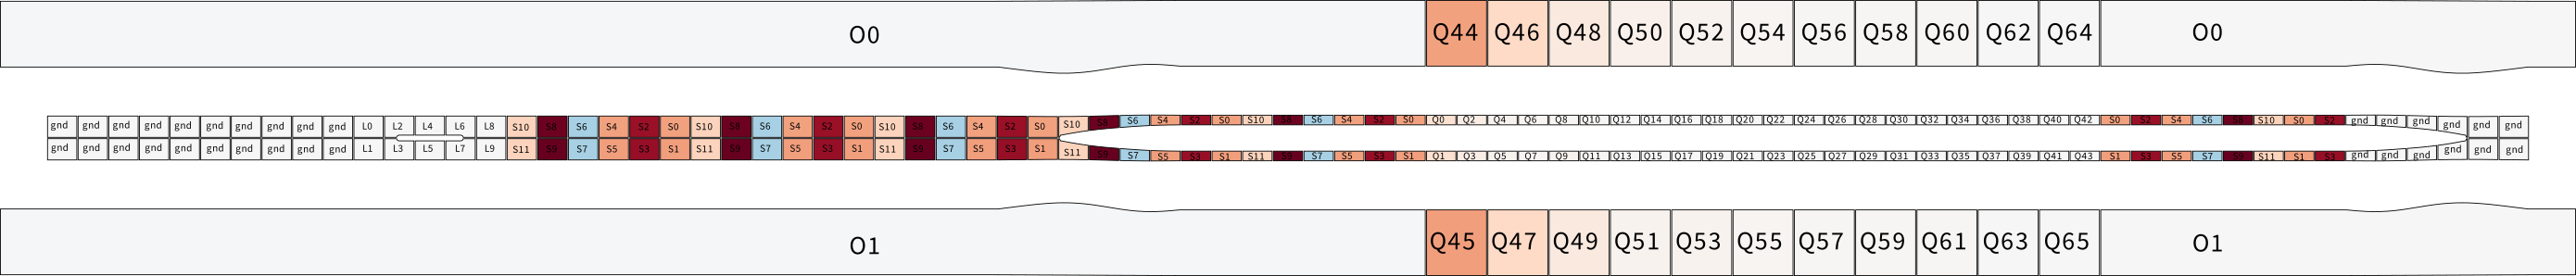 O0 Q44 Q46 Q48 Q50 Q52 Q54 Q56 Q58 Q60 Q62 Q64 O0
gnd gnd gnd gnd gnd gnd gnd gnd gnd gnd L0 L2 L4 L6 L8 S10 S8 S6 S4 S2 S0 S10 S8 S6 S4 S2 S0 S10 S8 S6 S4 S2 S0 S10 S8 S6 S4 S2 S0 S10 S8 S6 S4 S2 S0 Q0 Q2 Q4 Q6 Q8 Q10 Q12 Q14 Q16 Q18 Q20 Q22 Q24 Q26 Q28 Q30 Q32 Q34 Q36 Q38 Q40 Q42 S0 S2 S4 S6 S8 S10 S0 S2 gnd gnd gnd gnd gnd gnd
gnd gnd gnd gnd gnd gnd gnd gnd gnd gnd L1 L3 L5 L7 L9 S11 S9 S7 S5 S3 S1 S11 S9 S7 S5 S3 S1 S11 S9 S7 S5 S3 S1 S11 S9 S7 S5 S3 S1 S11 S9 S7 S5 S3 S1 Q1 Q3 Q5 Q7 Q9 Q11 Q13 Q15 Q17 Q19 Q21 Q23 Q25 Q27 Q29 Q31 Q33 Q35 Q37 Q39 Q41 Q43 S1 S3 S5 S7 S9 S11 S1 S3 gnd gnd gnd gnd gnd gnd
O1 Q45 Q47 Q49 Q51 Q53 Q55 Q57 Q59 Q61 Q63 Q65 O1